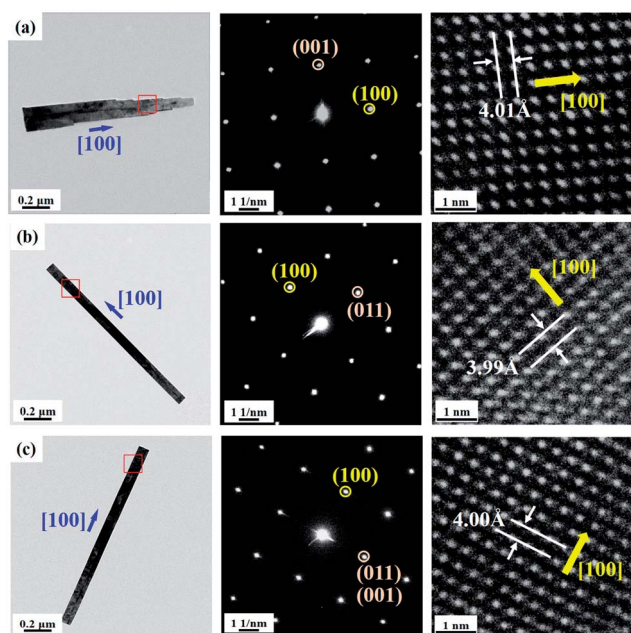 (a)
[100]
0.2 μm
(001)
(100)
1 1/nm
4.01Å
[100]
1 nm
(b)
[100]
0.2 μm
(100)
(011)
1 1/nm
[100]
3.99Å
1 nm
(c)
[100]
0.2 μm
(100)
(011)
(001)
1 1/nm
4.00Å
[100]
1 nm